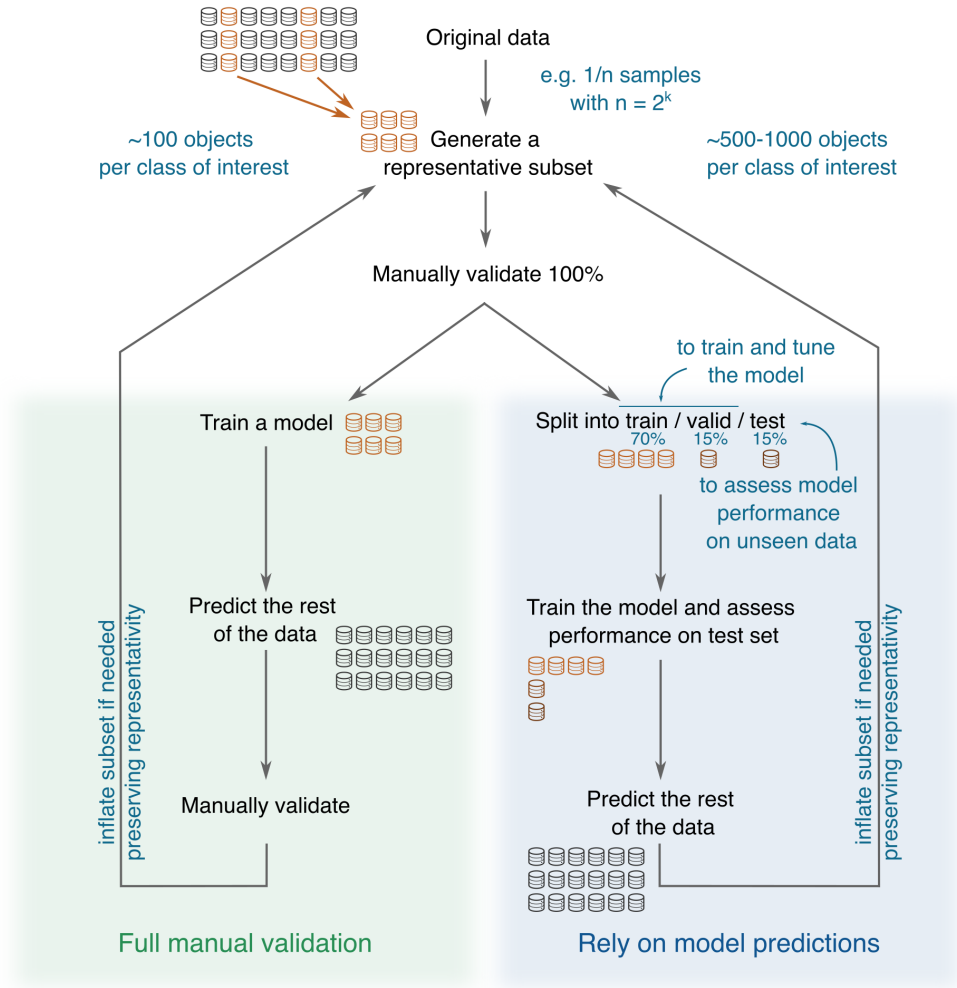 Original data
e.g. 1/n samples
with n = 2^k
~100 objects
per class of interest
Generate a
representative subset
~500-1000 objects
per class of interest
Manually validate 100%
to train and tune
the model
Train a model
Split into train / valid / test
70% 15% 15%
to assess model
performance
on unseen data
Predict the rest
of the data
Train the model and assess
performance on test set
inflate subset if needed
preserving representativity
inflate subset if needed
preserving representativity
Manually validate
Predict the rest
of the data
Full manual validation
Rely on model predictions